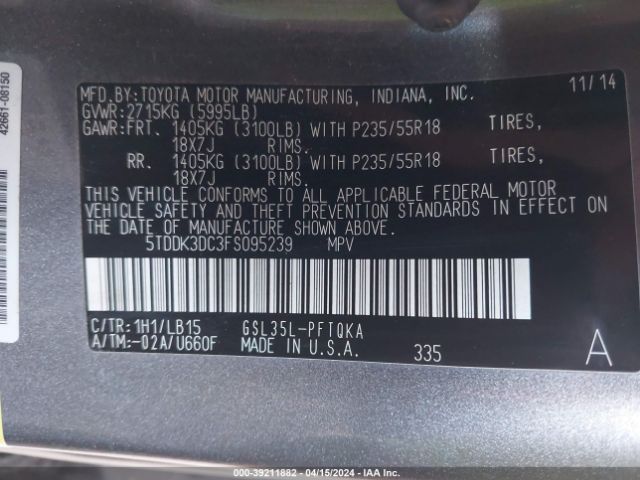 42661-08150
MFD.BY:TOYOTA MOTOR MANUFACTURING, INDIANA, INC. 11/14
GVWR:2715KG (5995LB)
GAWR:FRT. 1405KG (3100LB) WITH P235/55R18 TIRES,
18X7J RIMS.
RR. 1405KG (3100LB) WITH P235/55R18 TIRES,
18X7J RIMS.
THIS VEHICLE CONFORMS TO ALL APPLICABLE FEDERAL MOTOR
VEHICLE SAFETY AND THEFT PREVENTION STANDARDS IN EFFECT ON
THE DATE OF MANUFACTURE SHOWN ABOVE.
5TDDK3DC3FS095239 MPV
C/TR:1H1/LB15 GSL35L-PFTQKA
A/TM:-02A/U660F MADE IN U.S.A. 335 A
000-39211882 / 04/15/2024 - IAA Inc.